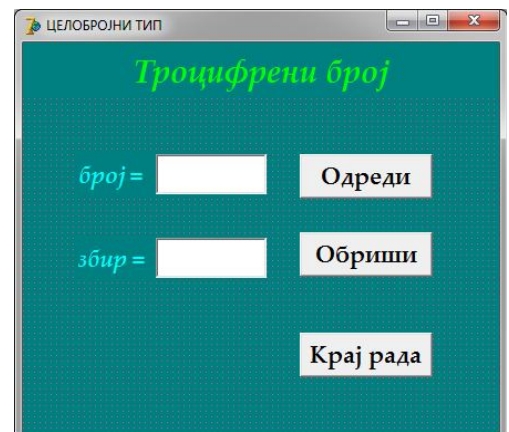 ЦЕЛОБРОЈНИ ТИП
Троцифрени број
број =
Одреди
збир =
Обриши
Крај рада